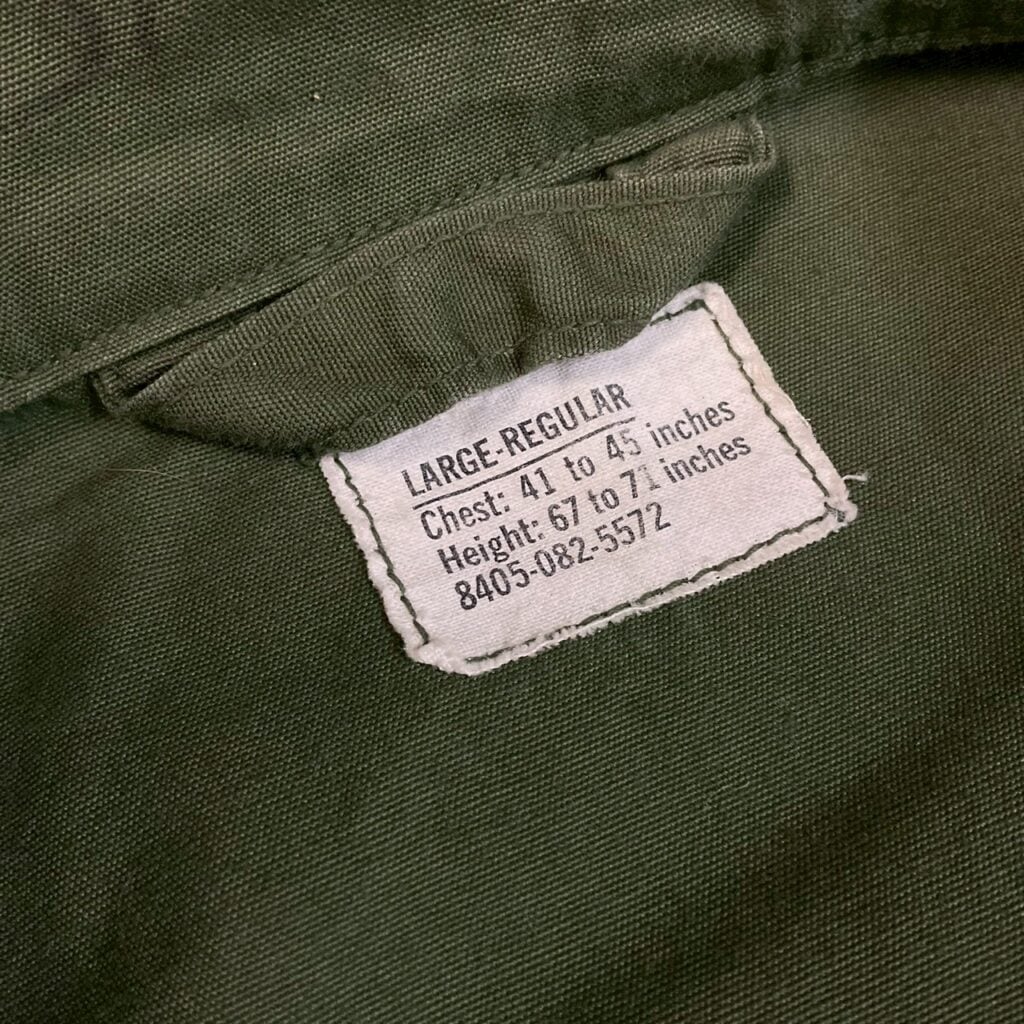 LARGE-REGULAR
Chest: 41 to 45 inches
Height: 67 to 71 inches
8405-082-5572